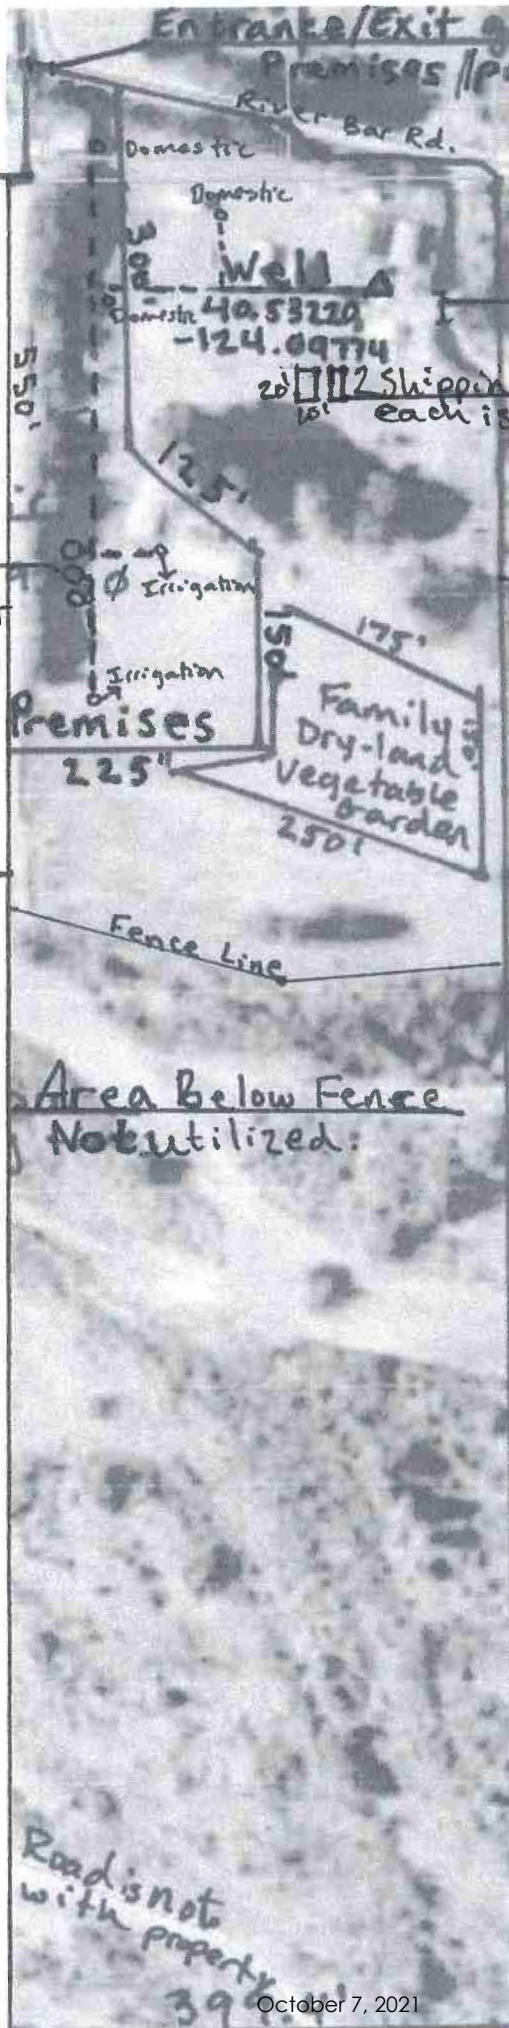 Entrance/Exit
Premises
River Bar Rd.
Domestic
Domestic
300'
Well
Domestic 40.53220,
-124.09774
550'
20'
2 Shippin
10'
each is
125'
Ø Irrigation
150'
175'
Irrigation
Premises
225'
Family
Dry-land
Vegetable
Garden
250'
Fence Line
Area Below Fence
Not utilized:
Road is not
with property
October 7, 2021